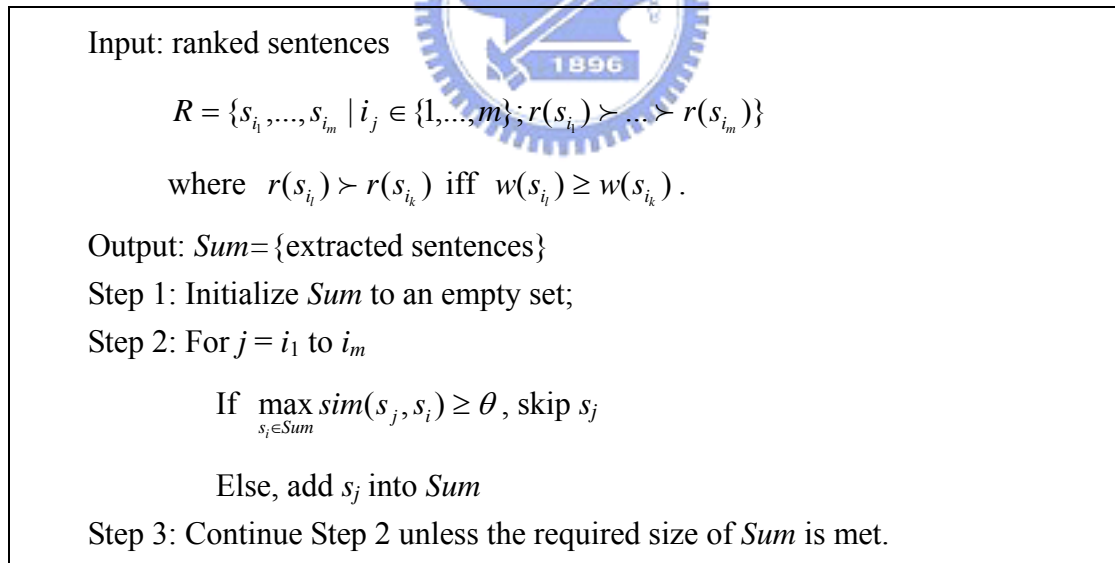 1896
Input: ranked sentences
R = {s_{i_1},...,s_{i_m} | i_j ∈ {1,...,m}; r(s_{i_1}) ≻ ... ≻ r(s_{i_m})}
where r(s_{i_l}) ≻ r(s_{i_k}) iff w(s_{i_l}) ≥ w(s_{i_k}) .
Output: Sum={extracted sentences}
Step 1: Initialize Sum to an empty set;
Step 2: For j = i_1 to i_m
If max_{s_i∈Sum} sim(s_j, s_i) ≥ θ , skip s_j
Else, add s_j into Sum
Step 3: Continue Step 2 unless the required size of Sum is met.